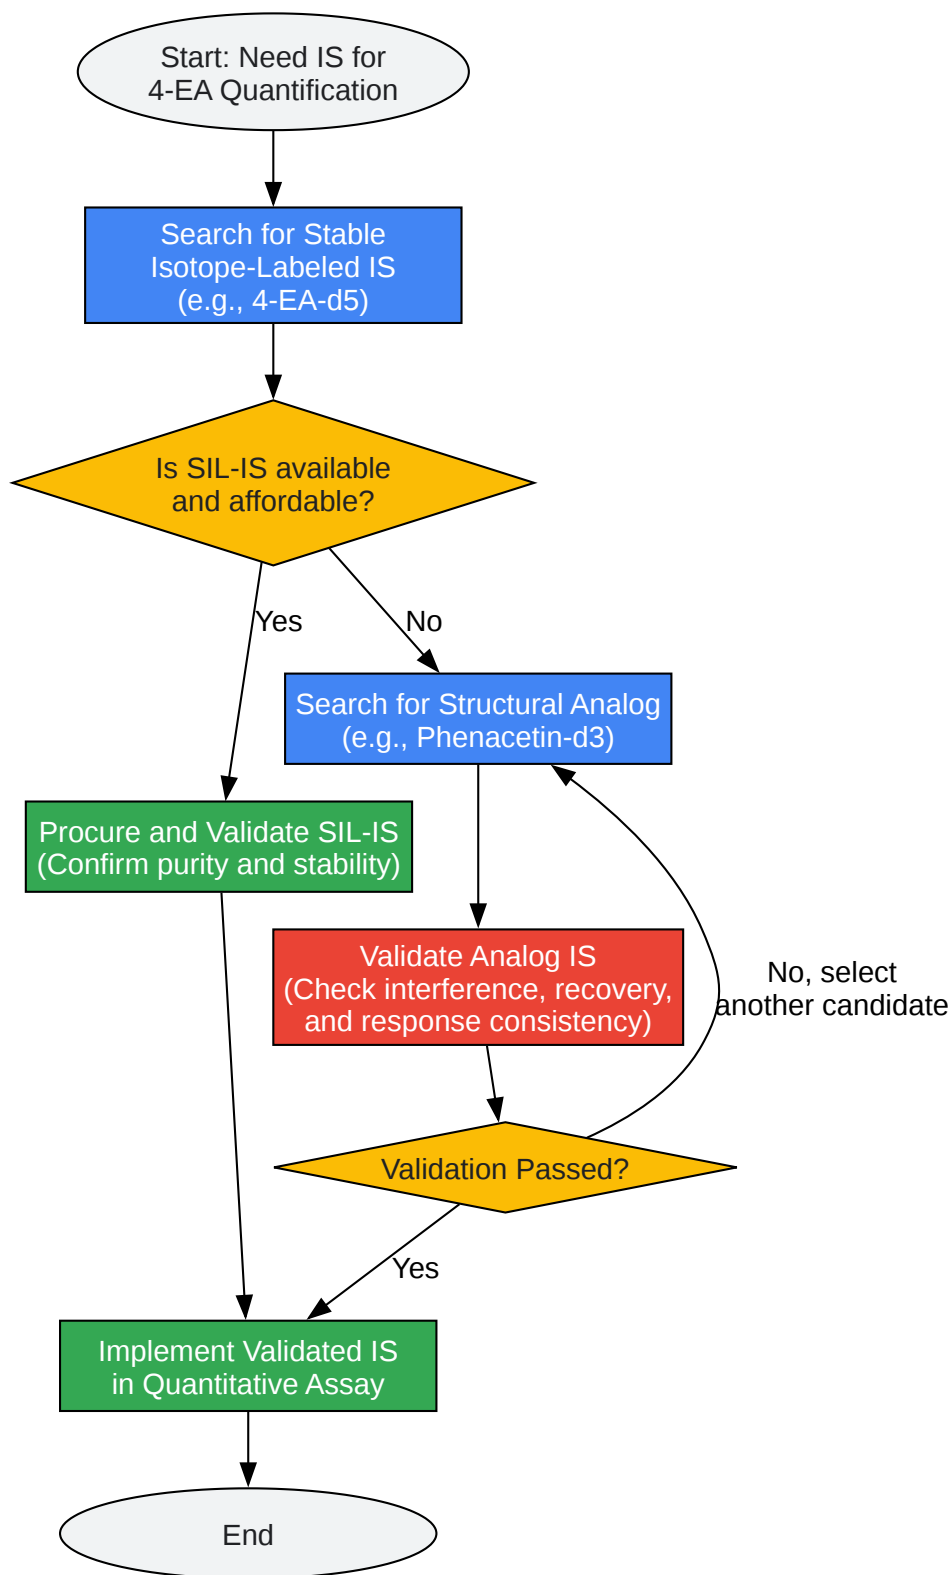 Start: Need IS for
4-EA Quantification
Search for Stable
Isotope-Labeled IS
(e.g., 4-EA-d5)
Is SIL-IS available
and affordable?
Yes
No
Search for Structural Analog
(e.g., Phenacetin-d3)
Procure and Validate SIL-IS
(Confirm purity and stability)
Validate Analog IS
(Check interference, recovery,
and response consistency)
No, select
another candidate
Validation Passed?
Yes
Implement Validated IS
in Quantitative Assay
End